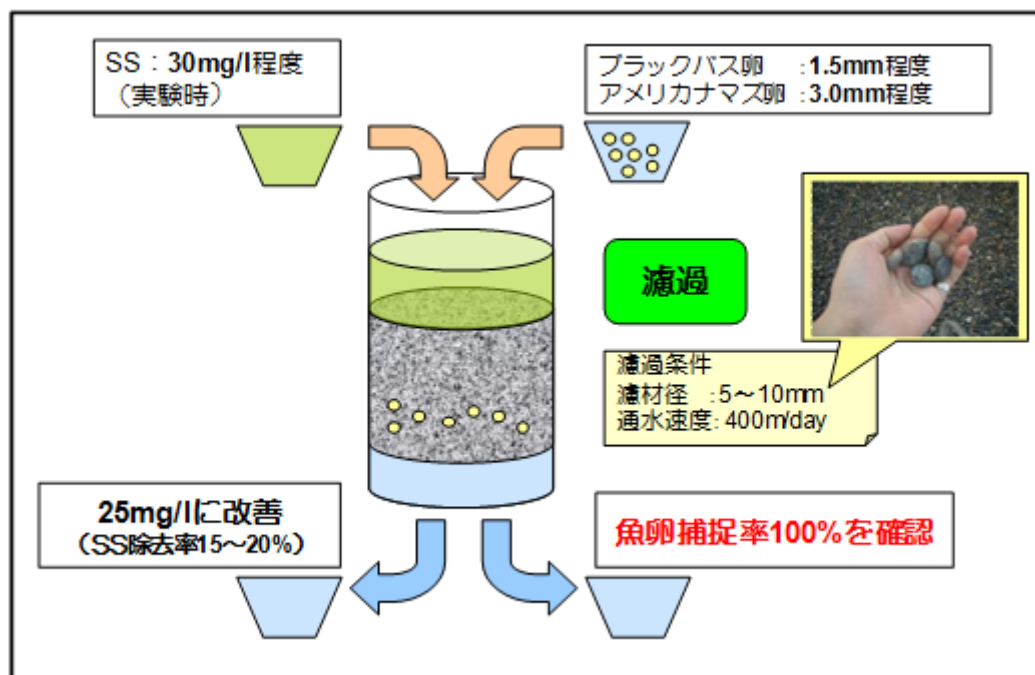 SS：30mg/l程度
（実験時）
ブラックバス卵　：1.5mm程度
アメリカナマズ卵：3.0mm程度
濾過
濾過条件
濾材径　：5～10mm
通水速度：400m/day
25mg/lに改善
（SS除去率15～20%）
魚卵捕捉率100%を確認